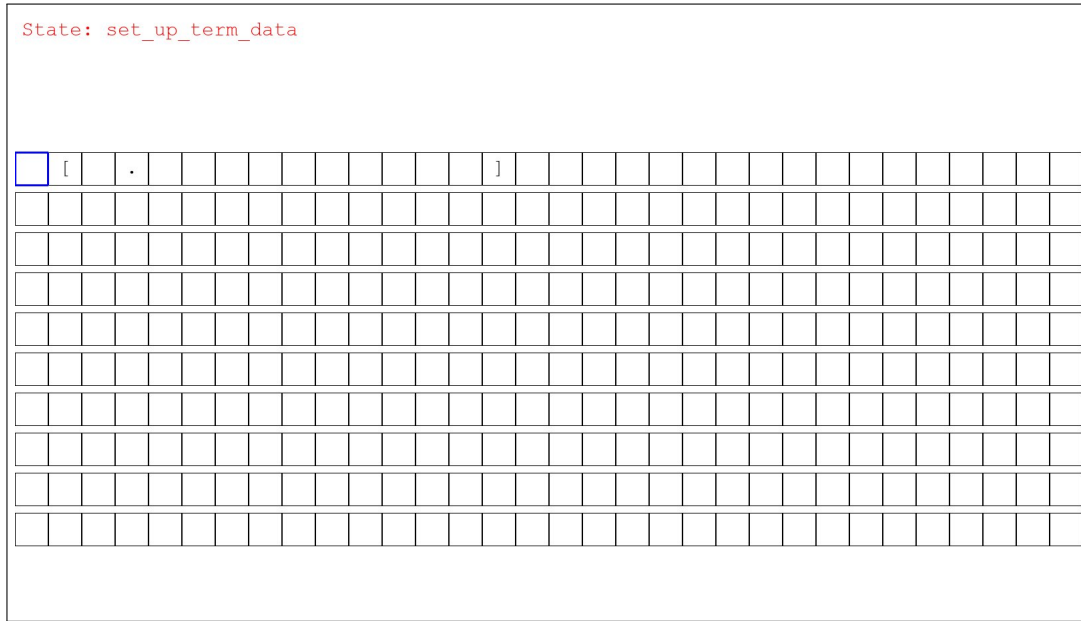 State: set_up_term_data
[ . ]